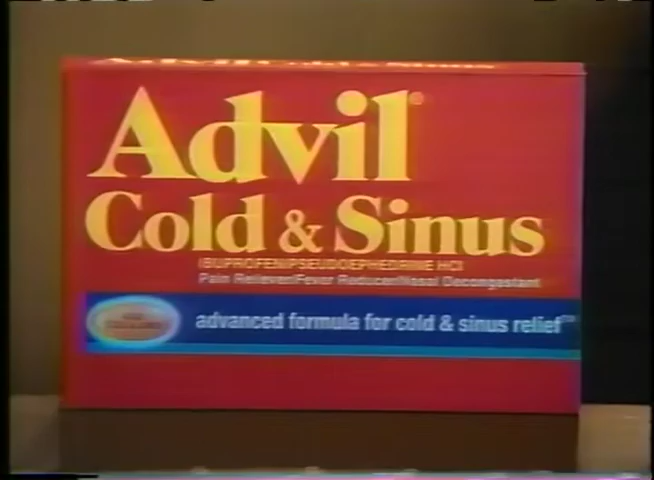 Advil®
Cold & Sinus
IBUPROFEN/PSEUDOEPHEDRINE HCl
Pain Reliever/Fever Reducer/Nasal Decongestant
advanced formula for cold & sinus relief™